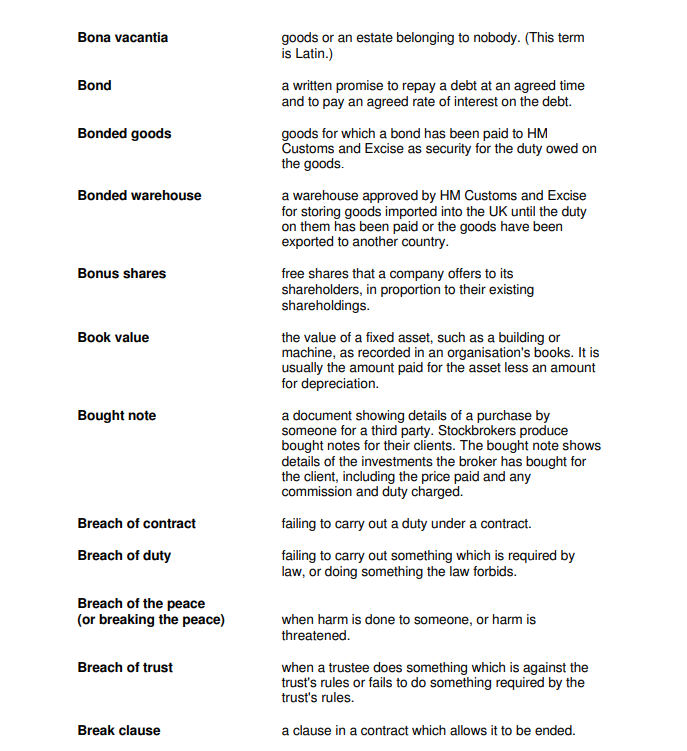 Bona vacantia goods or an estate belonging to nobody. (This term
is Latin.)
Bond a written promise to repay a debt at an agreed time
and to pay an agreed rate of interest on the debt.
Bonded goods goods for which a bond has been paid to HM
Customs and Excise as security for the duty owed on
the goods.
Bonded warehouse a warehouse approved by HM Customs and Excise
for storing goods imported into the UK until the duty
on them has been paid or the goods have been
exported to another country.
Bonus shares free shares that a company offers to its
shareholders, in proportion to their existing
shareholdings.
Book value the value of a fixed asset, such as a building or
machine, as recorded in an organisation's books. It is
usually the amount paid for the asset less an amount
for depreciation.
Bought note a document showing details of a purchase by
someone for a third party. Stockbrokers produce
bought notes for their clients. The bought note shows
details of the investments the broker has bought for
the client, including the price paid and any
commission and duty charged.
Breach of contract failing to carry out a duty under a contract.
Breach of duty failing to carry out something which is required by
law, or doing something the law forbids.
Breach of the peace
(or breaking the peace) when harm is done to someone, or harm is
threatened.
Breach of trust when a trustee does something which is against the
trust's rules or fails to do something required by the
trust's rules.
Break clause a clause in a contract which allows it to be ended.